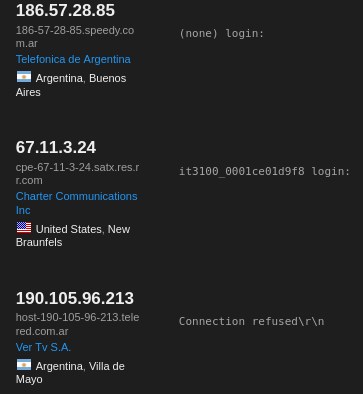 186.57.28.85
186-57-28-85.speedy.co
m.ar
(none) login:
Telefonica de Argentina
Argentina, Buenos
Aires
67.11.3.24
cpe-67-11-3-24.satx.res.r
r.com
it3100_0001ce01d9f8 login:
Charter Communications
Inc
United States, New
Braunfels
190.105.96.213
host-190-105-96-213.tele
red.com.ar
Connection refused\r\n
Ver Tv S.A.
Argentina, Villa de
Mayo